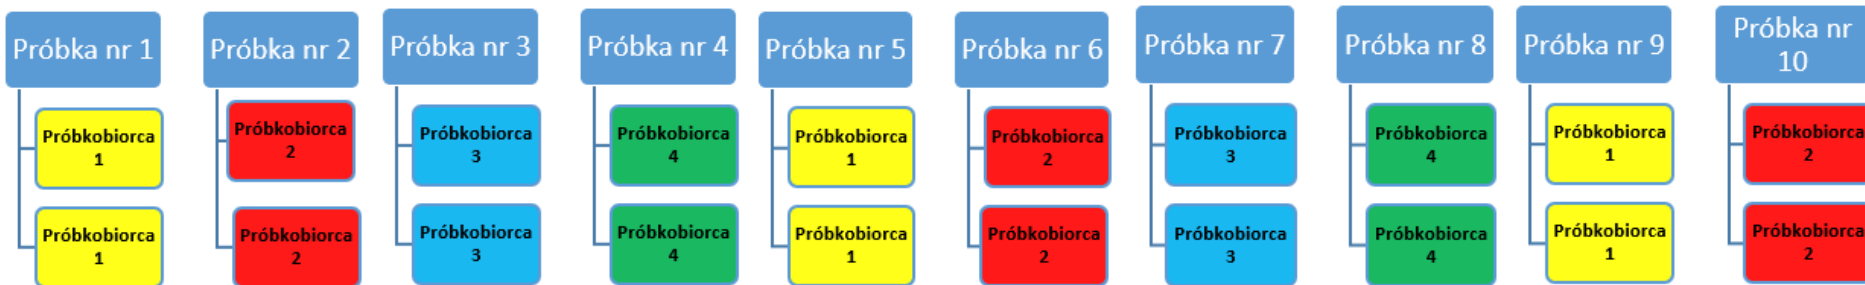 Próbka nr 1
Próbkobiorca
1
Próbkobiorca
1
Próbka nr 2
Próbkobiorca
2
Próbkobiorca
2
Próbka nr 3
Próbkobiorca
3
Próbkobiorca
3
Próbka nr 4
Próbkobiorca
4
Próbkobiorca
4
Próbka nr 5
Próbkobiorca
1
Próbkobiorca
1
Próbka nr 6
Próbkobiorca
2
Próbkobiorca
2
Próbka nr 7
Próbkobiorca
3
Próbkobiorca
3
Próbka nr 8
Próbkobiorca
4
Próbkobiorca
4
Próbka nr 9
Próbkobiorca
1
Próbkobiorca
1
Próbka nr
10
Próbkobiorca
2
Próbkobiorca
2